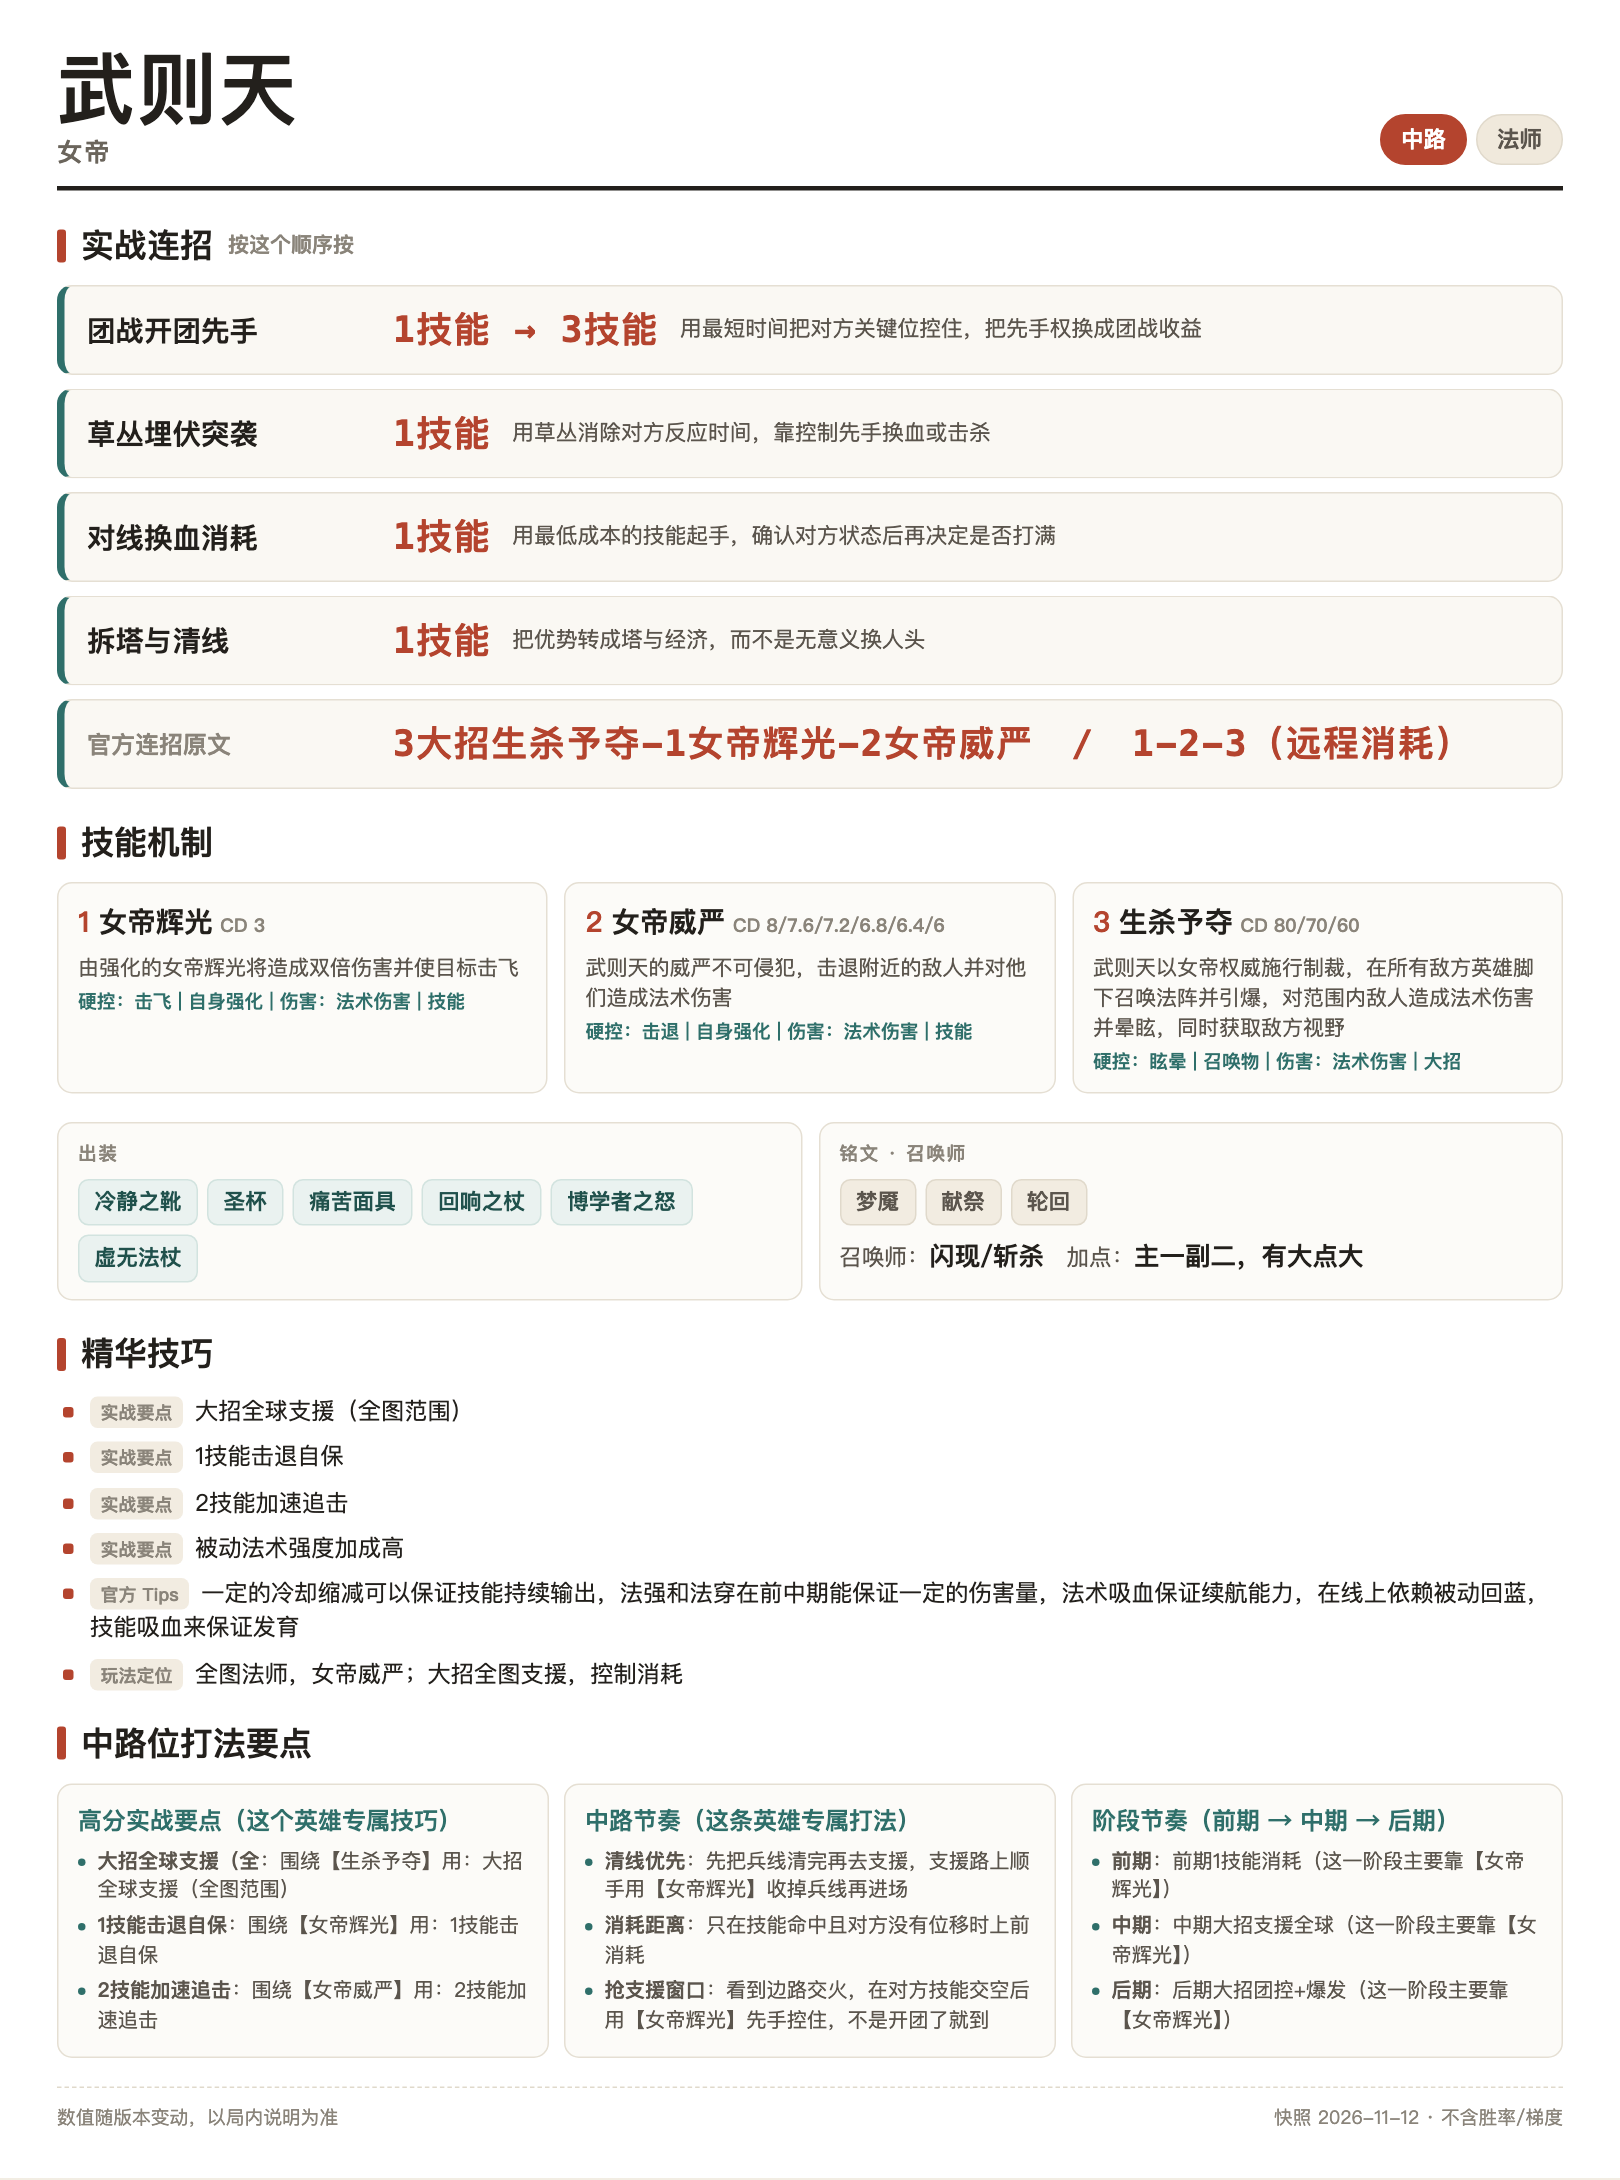 武则天
女帝
中路 法师
实战连招 按这个顺序按
团战开团先手 1技能 → 3技能 用最短时间把对方关键位控住，把先手权换成团战收益
草丛埋伏突袭 1技能 用草丛消除对方反应时间，靠控制先手换血或击杀
对线换血消耗 1技能 用最低成本的技能起手，确认对方状态后再决定是否打满
拆塔与清线 1技能 把优势转成塔与经济，而不是无意义换人头
官方连招原文 3大招生杀予夺–1女帝辉光–2女帝威严 / 1–2–3（远程消耗）
技能机制
1 女帝辉光 CD 3
由强化的女帝辉光将造成双倍伤害并使目标击飞
硬控：击飞 | 自身强化 | 伤害：法术伤害 | 技能
2 女帝威严 CD 8/7.6/7.2/6.8/6.4/6
武则天的威严不可侵犯，击退附近的敌人并对他
们造成法术伤害
硬控：击退 | 自身强化 | 伤害：法术伤害 | 技能
3 生杀予夺 CD 80/70/60
武则天以女帝权威施行制裁，在所有敌方英雄脚
下召唤法阵并引爆，对范围内敌人造成法术伤害
并晕眩，同时获取敌方视野
硬控：眩晕 | 召唤物 | 伤害：法术伤害 | 大招
出装
冷静之靴 圣杯 痛苦面具 回响之杖 博学者之怒
虚无法杖
铭文 · 召唤师
梦魇 献祭 轮回
召唤师：闪现/斩杀 加点：主一副二，有大点大
精华技巧
实战要点 大招全球支援（全图范围）
实战要点 1技能击退自保
实战要点 2技能加速追击
实战要点 被动法术强度加成高
官方 Tips 一定的冷却缩减可以保证技能持续输出，法强和法穿在前中期能保证一定的伤害量，法术吸血保证续航能力，在线上依赖被动回蓝，
技能吸血来保证发育
玩法定位 全图法师，女帝威严；大招全图支援，控制消耗
中路位打法要点
高分实战要点（这个英雄专属技巧）
大招全球支援（全：围绕【生杀予夺】用：大招
全球支援（全图范围）
1技能击退自保：围绕【女帝辉光】用：1技能击
退自保
2技能加速追击：围绕【女帝威严】用：2技能加
速追击
中路节奏（这条英雄专属打法）
清线优先：先把兵线清完再去支援，支援路上顺
手用【女帝辉光】收掉兵线再进场
消耗距离：只在技能命中且对方没有位移时上前
消耗
抢支援窗口：看到边路交火，在对方技能交空后
用【女帝辉光】先手控住，不是开团了就到
阶段节奏（前期 → 中期 → 后期）
前期：前期1技能消耗（这一阶段主要靠【女帝
辉光】）
中期：中期大招支援全球（这一阶段主要靠【女
帝辉光】）
后期：后期大招团控+爆发（这一阶段主要靠
【女帝辉光】）
数值随版本变动，以局内说明为准
快照 2026–11–12 · 不含胜率/梯度